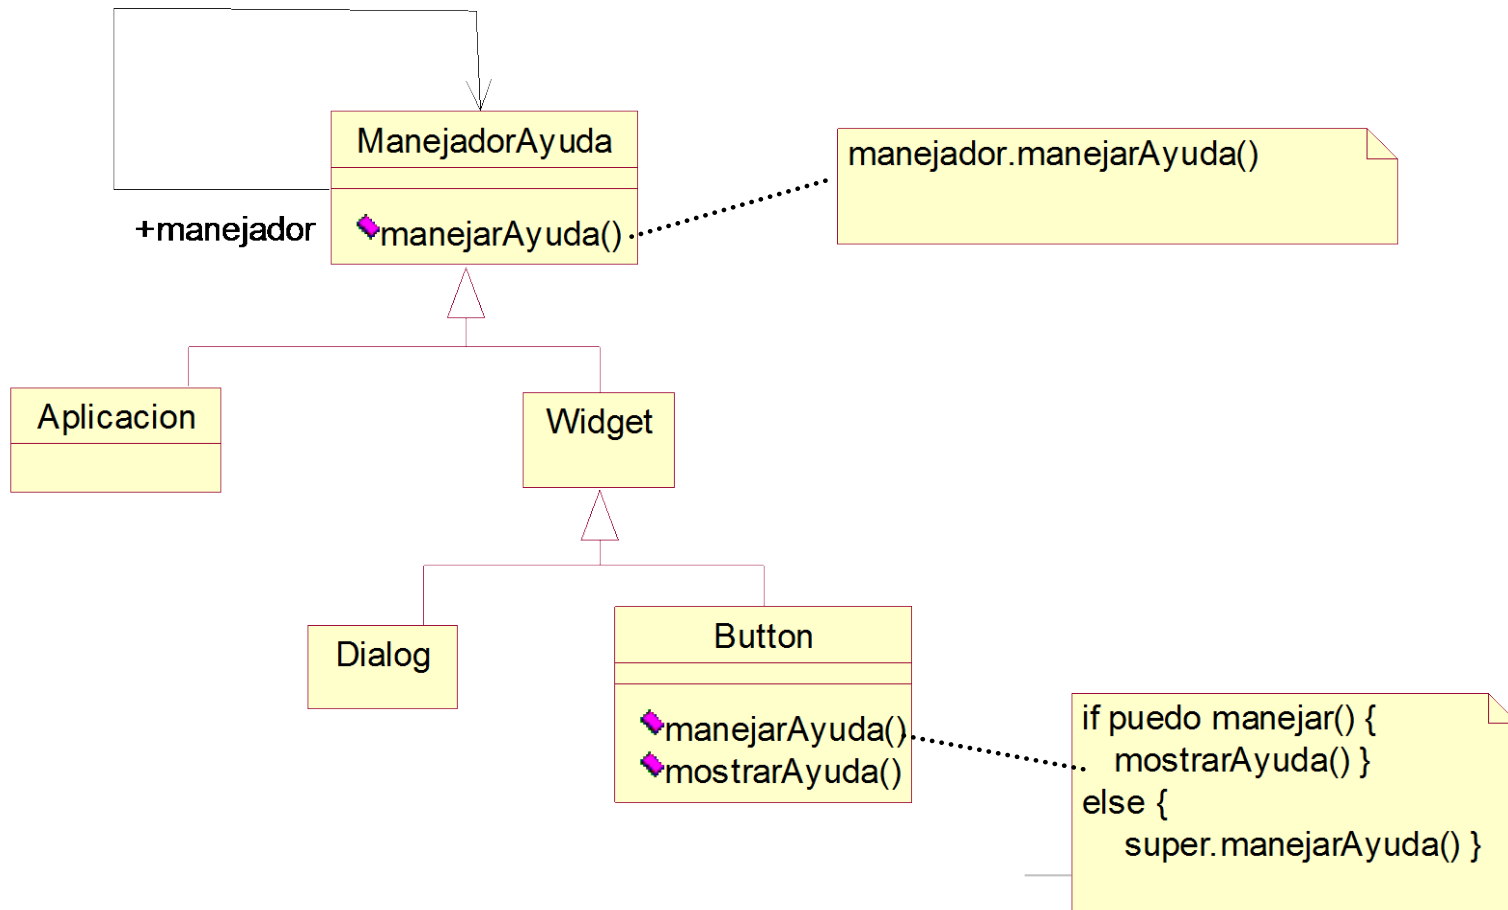 ManejadorAyuda
manejador.manejarAyuda()
+manejador
manejarAyuda()
Aplicacion
Widget
Dialog
Button
manejarAyuda()
mostrarAyuda()
if puedo manejar() {
mostrarAyuda() }
else {
super.manejarAyuda() }